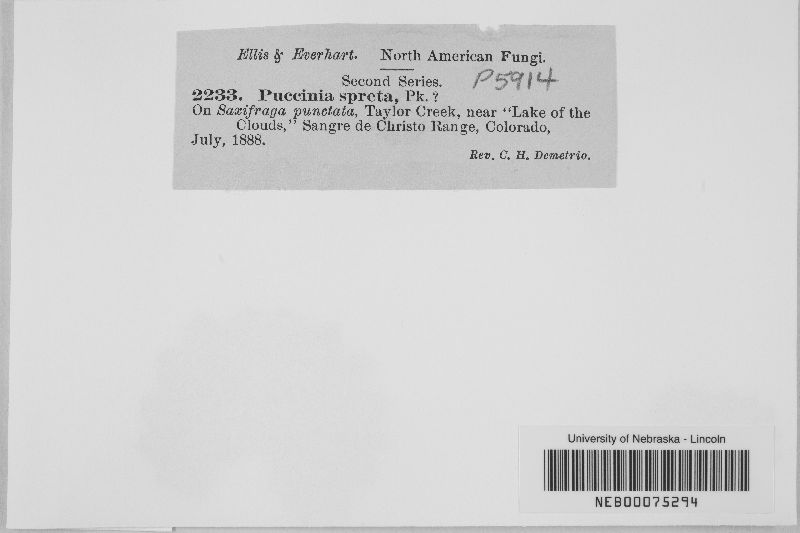 Ellis & Everhart. North American Fungi.
Second Series. P5914
2233. Puccinia spreta, Pk. ?
On Saxifraga punctata, Taylor Creek, near "Lake of the
Clouds," Sangre de Christo Range, Colorado,
July, 1888.
Rev. C. H. Demetrio.
University of Nebraska - Lincoln
NEB00075294